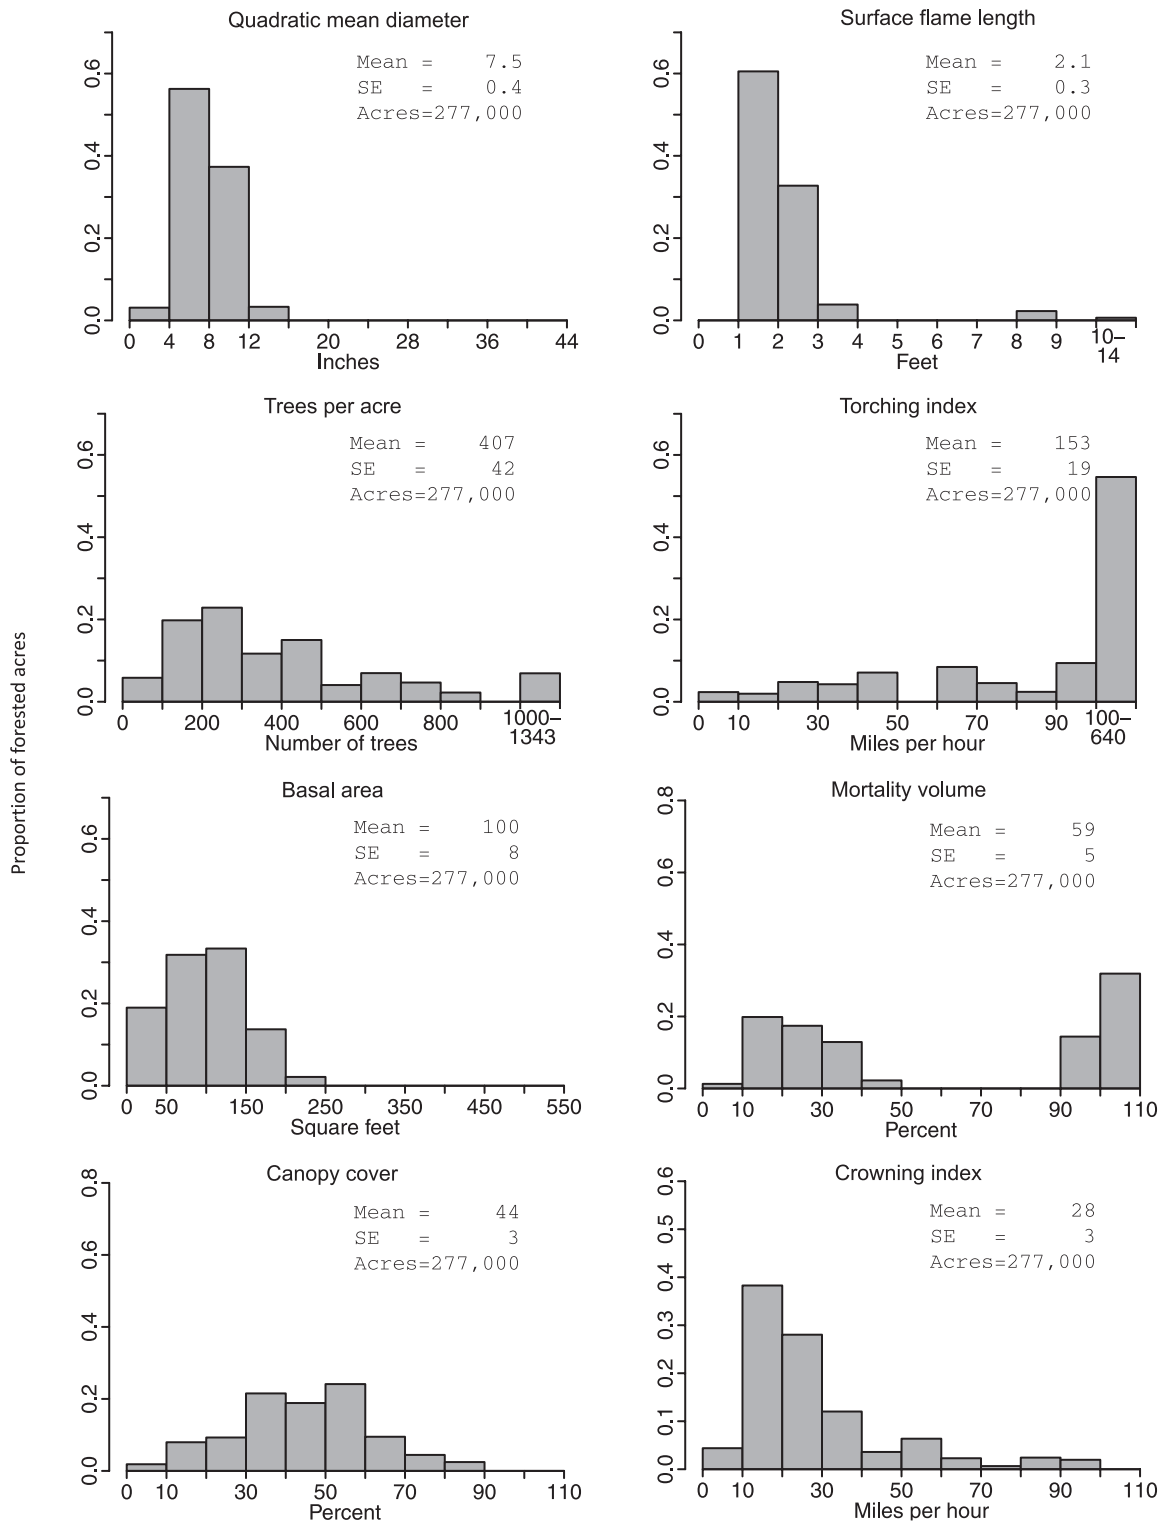 Proportion of forested acres
Quadratic mean diameter
Mean = 7.5
SE = 0.4
Acres=277,000
0.0 0.2 0.4 0.6
0 4 8 12 20 28 36 44
Inches
Surface flame length
Mean = 2.1
SE = 0.3
Acres=277,000
0.0 0.2 0.4 0.6
0 1 2 3 4 5 6 7 8 9 10–
14
Feet
Trees per acre
Mean = 407
SE = 42
Acres=277,000
0.0 0.2 0.4 0.6
0 200 400 600 800 1000–
1343
Number of trees
Torching index
Mean = 153
SE = 19
Acres=277,000
0.0 0.2 0.4 0.6
0 10 30 50 70 90 100–
640
Miles per hour
Basal area
Mean = 100
SE = 8
Acres=277,000
0.0 0.2 0.4 0.6
0 50 150 250 350 450 550
Square feet
Mortality volume
Mean = 59
SE = 5
Acres=277,000
0.0 0.2 0.4 0.6 0.8
0 10 30 50 70 90 110
Percent
Canopy cover
Mean = 44
SE = 3
Acres=277,000
0.0 0.2 0.4 0.6 0.8
0 10 30 50 70 90 110
Percent
Crowning index
Mean = 28
SE = 3
Acres=277,000
0.0 0.1 0.2 0.3 0.4 0.5 0.6
0 10 30 50 70 90 110
Miles per hour